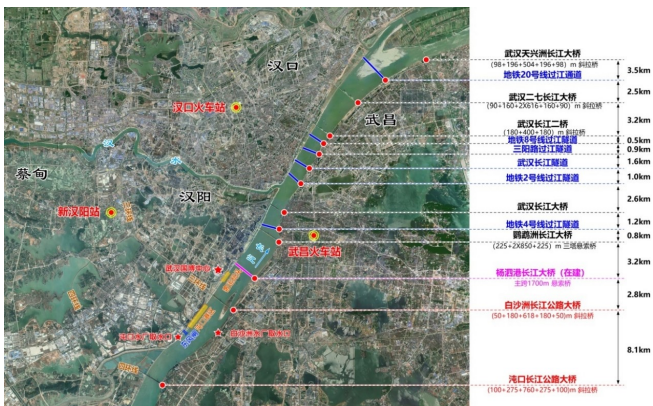 汉口
武昌
汉口火车站
汉
水
蔡甸
汉阳
新汉阳站
武昌火车站
长
江
武汉天兴洲长江大桥
(98+196+504+196+98) m 斜拉桥
3.5km
地铁20号线过江通道
2.5km
武汉二七长江大桥
(90+160+2X616+160+90) m 斜拉桥
3.2km
武汉长江二桥
(180+400+180) m 斜拉桥
地铁8号线过江隧道
0.5km
三阳路过江隧道
0.9km
武汉长江隧道
1.6km
地铁2号线过江隧道
1.0km
2.6km
武汉长江大桥
1.2km
地铁4号线过江隧道
0.8km
鹦鹉洲长江大桥
(225+2X850+225) m 三塔悬索桥
3.2km
杨泗港长江大桥（在建）
主跨1700m 悬索桥
2.8km
白沙洲长江公路大桥
(50+180+618+180+50)m 斜拉桥
8.1km
沌口长江公路大桥
(100+275+760+275+100)m 斜拉桥